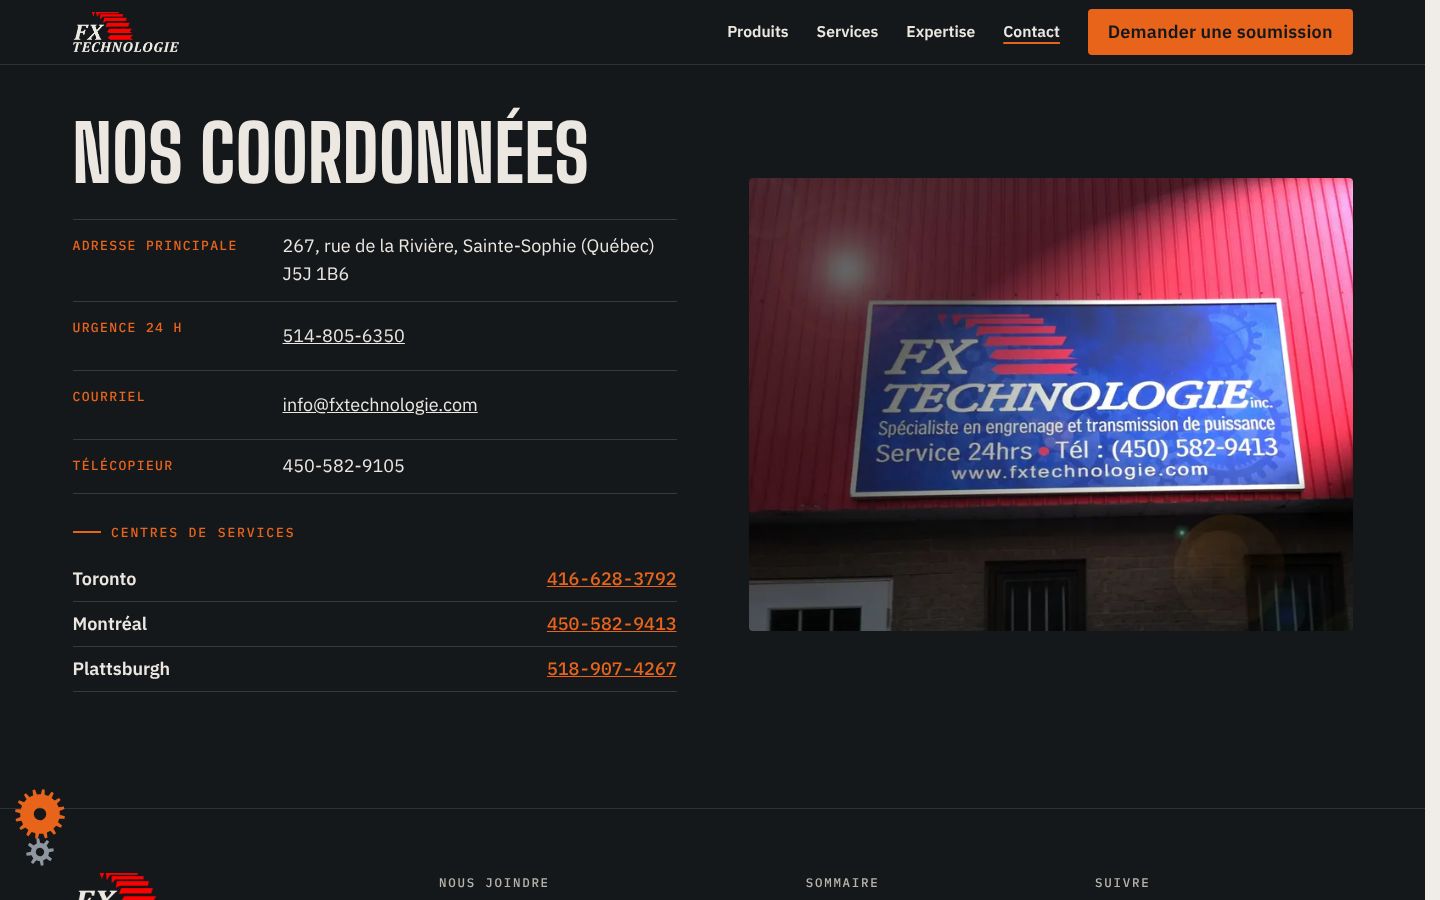 FX
TECHNOLOGIE
Produits
Services
Expertise
Contact
Demander une soumission
NOS COORDONNÉES
ADRESSE PRINCIPALE
267, rue de la Rivière, Sainte-Sophie (Québec)
J5J 1B6
URGENCE 24 H
514-805-6350
COURRIEL
info@fxtechnologie.com
TÉLÉCOPIEUR
450-582-9105
CENTRES DE SERVICES
Toronto
416-628-3792
Montréal
450-582-9413
Plattsburgh
518-907-4267
FX
TECHNOLOGIE inc.
Spécialiste en engrenage et transmission de puissance
Service 24hrs • Tél : (450) 582-9413
www.fxtechnologie.com
FX
NOUS JOINDRE
SOMMAIRE
SUIVRE